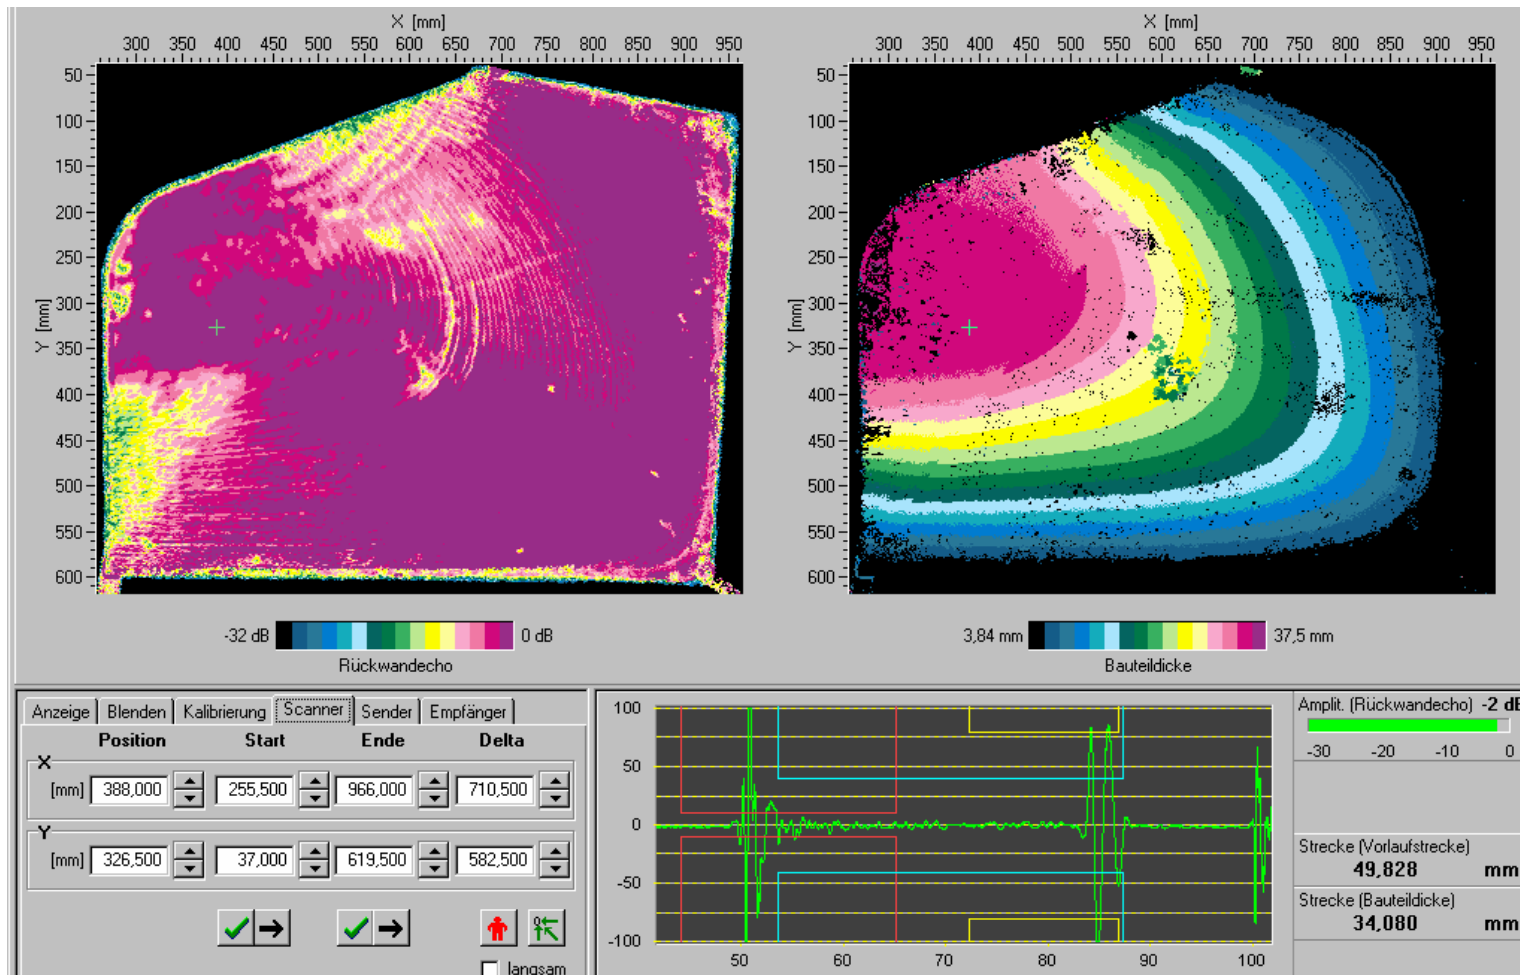 X [mm]
300 350 400 450 500 550 600 650 700 750 800 850 900 950
50
100
150
200
250
300
350
400
450
500
550
600
Y [mm]
-32 dB
0 dB
Rückwandecho
X [mm]
300 350 400 450 500 550 600 650 700 750 800 850 900 950
50
100
150
200
250
300
350
400
450
500
550
600
Y [mm]
3,84 mm
37,5 mm
Bauteildicke
Anzeige Blenden Kalibrierung Scanner Sender Empfänger
Position Start Ende Delta
X
[mm] 388,000 255,500 966,000 710,500
Y
[mm] 326,500 37,000 619,500 582,500
langsam
100
50
0
-50
-100
50 60 70 80 90 100
Amplit. (Rückwandecho) -2 dB
-30 -20 -10 0
Strecke (Vorlaufstrecke)
49,828 mm
Strecke (Bauteildicke)
34,080 mm